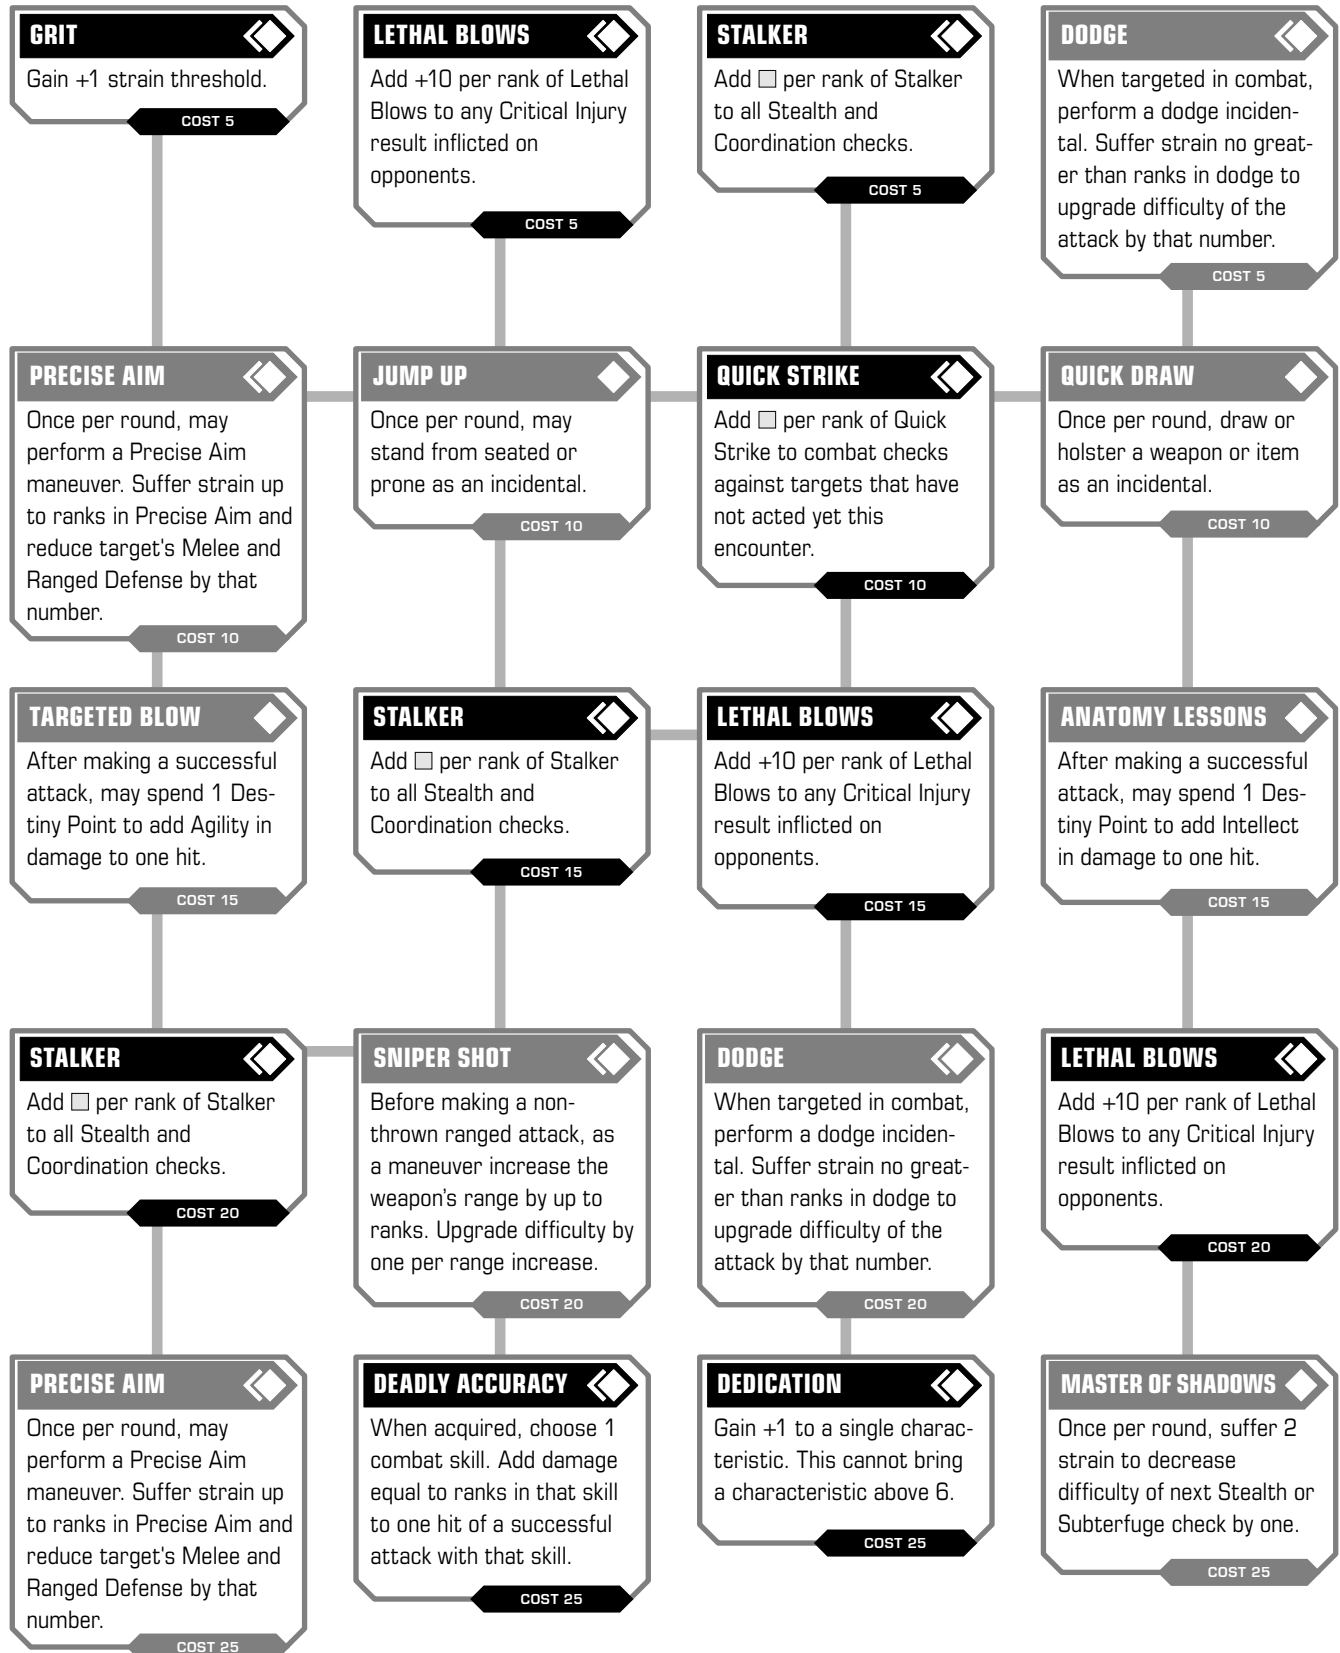 GRIT
Gain +1 strain threshold.
COST 5
LETHAL BLOWS
Add +10 per rank of Lethal
Blows to any Critical Injury
result inflicted on
opponents.
COST 5
STALKER
Add □ per rank of Stalker
to all Stealth and
Coordination checks.
COST 5
DODGE
When targeted in combat,
perform a dodge inciden-
tal. Suffer strain no great-
er than ranks in dodge to
upgrade difficulty of the
attack by that number.
COST 5
PRECISE AIM
Once per round, may
perform a Precise Aim
maneuver. Suffer strain up
to ranks in Precise Aim and
reduce target's Melee and
Ranged Defense by that
number.
COST 10
JUMP UP
Once per round, may
stand from seated or
prone as an incidental.
COST 10
QUICK STRIKE
Add □ per rank of Quick
Strike to combat checks
against targets that have
not acted yet this
encounter.
COST 10
QUICK DRAW
Once per round, draw or
holster a weapon or item
as an incidental.
COST 10
TARGETED BLOW
After making a successful
attack, may spend 1 Des-
tiny Point to add Agility in
damage to one hit.
COST 15
STALKER
Add □ per rank of Stalker
to all Stealth and
Coordination checks.
COST 15
LETHAL BLOWS
Add +10 per rank of Lethal
Blows to any Critical Injury
result inflicted on
opponents.
COST 15
ANATOMY LESSONS
After making a successful
attack, may spend 1 Des-
tiny Point to add Intellect
in damage to one hit.
COST 15
STALKER
Add □ per rank of Stalker
to all Stealth and
Coordination checks.
COST 20
SNIPER SHOT
Before making a non-
thrown ranged attack, as
a maneuver increase the
weapon's range by up to
ranks. Upgrade difficulty by
one per range increase.
COST 20
DODGE
When targeted in combat,
perform a dodge inciden-
tal. Suffer strain no great-
er than ranks in dodge to
upgrade difficulty of the
attack by that number.
COST 20
LETHAL BLOWS
Add +10 per rank of Lethal
Blows to any Critical Injury
result inflicted on
opponents.
COST 20
PRECISE AIM
Once per round, may
perform a Precise Aim
maneuver. Suffer strain up
to ranks in Precise Aim and
reduce target's Melee and
Ranged Defense by that
number.
COST 25
DEADLY ACCURACY
When acquired, choose 1
combat skill. Add damage
equal to ranks in that skill
to one hit of a successful
attack with that skill.
COST 25
DEDICATION
Gain +1 to a single charac-
teristic. This cannot bring
a characteristic above 6.
COST 25
MASTER OF SHADOWS
Once per round, suffer 2
strain to decrease
difficulty of next Stealth or
Subterfuge check by one.
COST 25